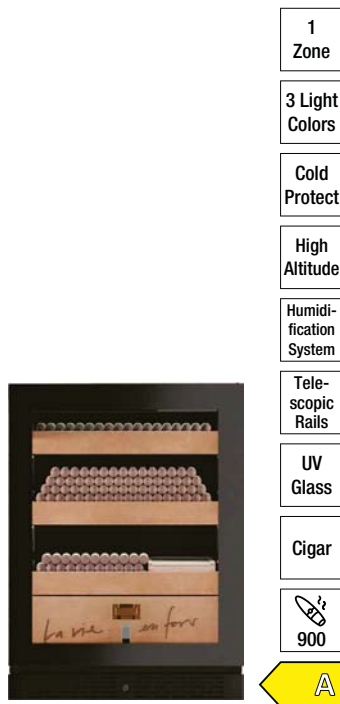 1
Zone
3 Light
Colors
Cold
Protect
High
Altitude
Humidi-
fication
System
Tele-
scopic
Rails
UV
Glass
Cigar
900
La vie en
A